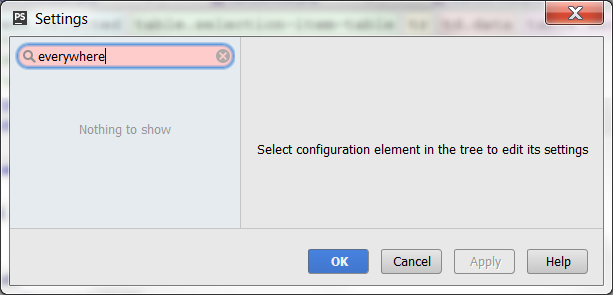 PS Settings
everywhere
Nothing to show
Select configuration element in the tree to edit its settings
OK Cancel Apply Help